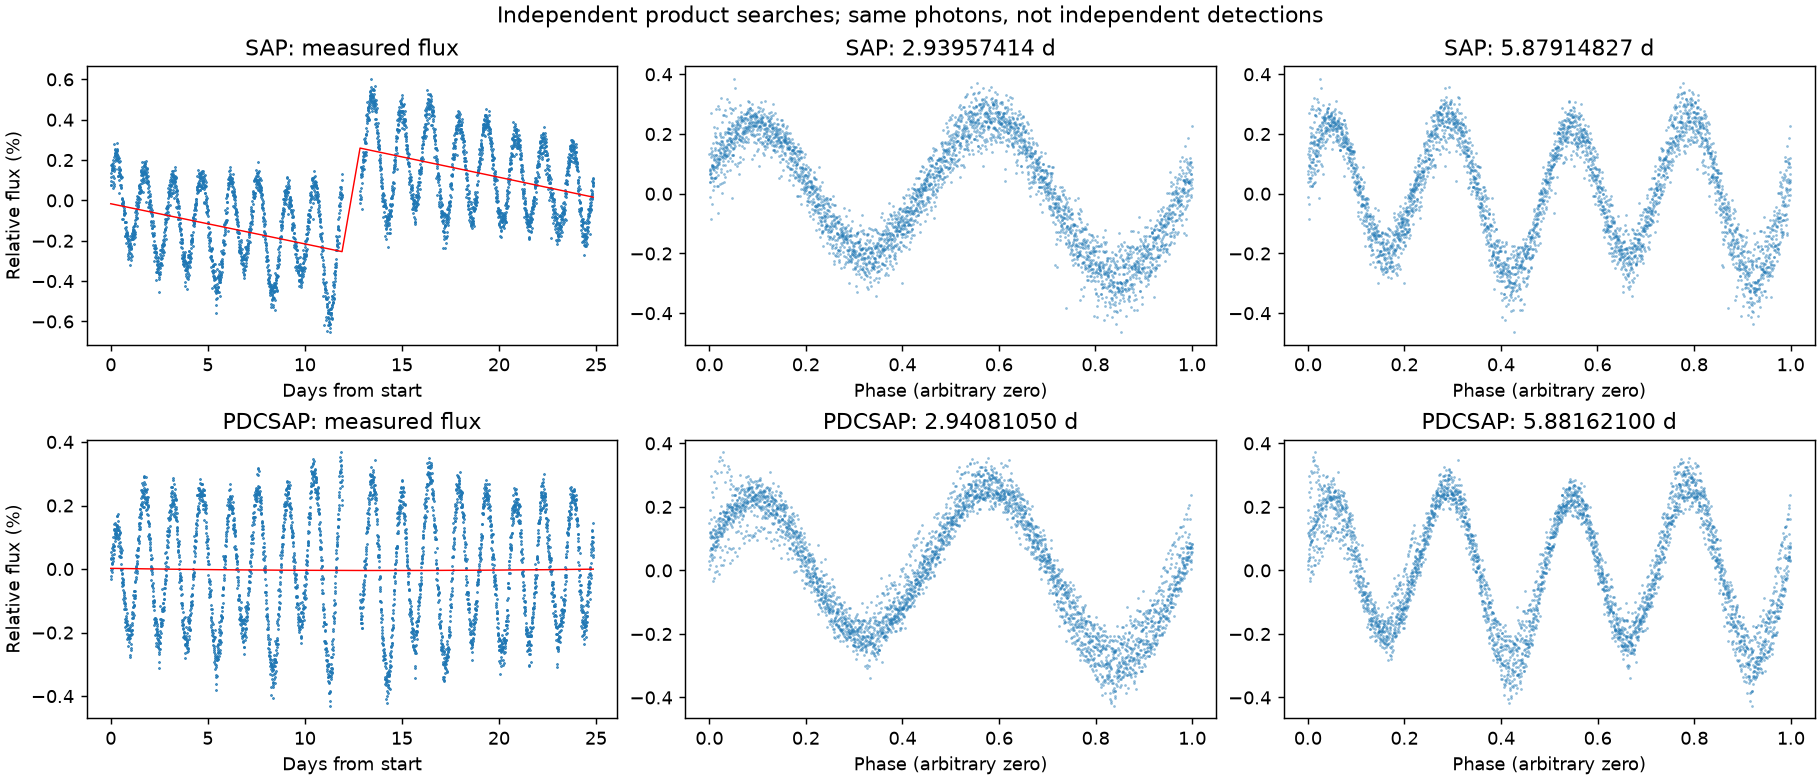 Independent product searches; same photons, not independent detections
SAP: measured flux
SAP: 2.93957414 d
SAP: 5.87914827 d
Relative flux (%)
0.6
0.4
0.2
0.0
−0.2
−0.4
−0.6
0 5 10 15 20 25
Days from start
0.4
0.2
0.0
−0.2
−0.4
0.0 0.2 0.4 0.6 0.8 1.0
Phase (arbitrary zero)
0.4
0.2
0.0
−0.2
−0.4
0.0 0.2 0.4 0.6 0.8 1.0
Phase (arbitrary zero)
PDCSAP: measured flux
PDCSAP: 2.94081050 d
PDCSAP: 5.88162100 d
Relative flux (%)
0.4
0.2
0.0
−0.2
−0.4
0 5 10 15 20 25
Days from start
0.4
0.2
0.0
−0.2
−0.4
0.0 0.2 0.4 0.6 0.8 1.0
Phase (arbitrary zero)
0.4
0.2
0.0
−0.2
−0.4
0.0 0.2 0.4 0.6 0.8 1.0
Phase (arbitrary zero)